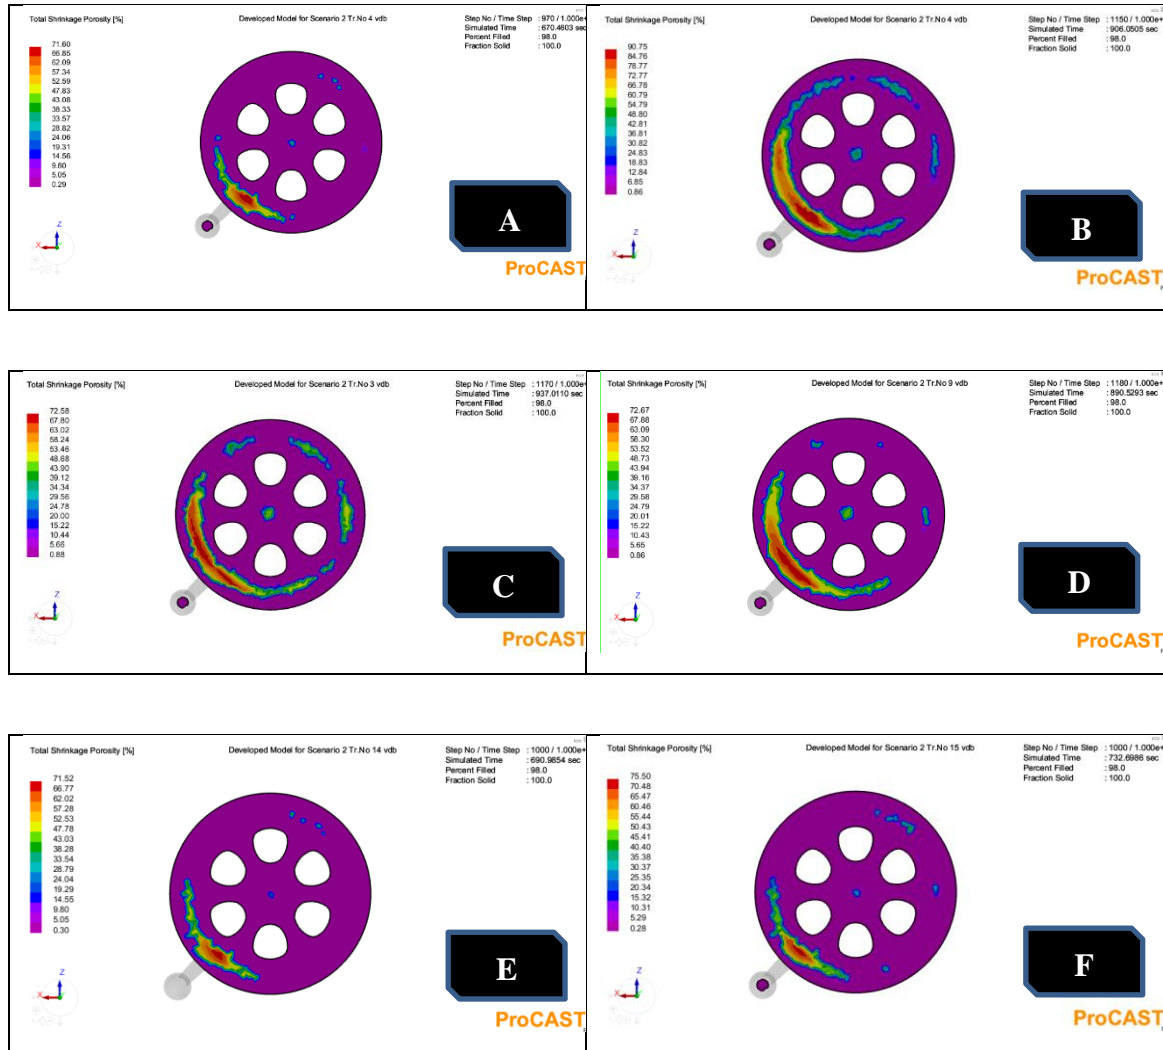 Total Shrinkage Porosity [%]
Developed Model for Scenario 2 Tr.No 4 vdb
Step No / Time Step : 970 / 1.000e+
Simulated Time : 670.4603 sec
Percent Filled : 98.0
Fraction Solid : 100.0
71.60
66.85
62.09
57.34
52.59
47.83
43.08
38.33
33.57
28.82
24.06
19.31
14.56
9.80
5.05
0.29
Z
X
Y
A
ProCAST
Total Shrinkage Porosity [%]
Developed Model for Scenario 2 Tr.No 4 vdb
Step No / Time Step : 1150 / 1.000e+
Simulated Time : 906.0505 sec
Percent Filled : 98.0
Fraction Solid : 100.0
90.75
84.76
78.77
72.77
66.78
60.79
54.79
48.80
42.81
36.81
30.82
24.83
18.83
12.84
6.85
0.86
Z
X
B
ProCAST
Total Shrinkage Porosity [%]
Developed Model for Scenario 2 Tr.No 3 vdb
Step No / Time Step : 1170 / 1.000e+
Simulated Time : 937.0110 sec
Percent Filled : 98.0
Fraction Solid : 100.0
72.58
67.80
63.02
58.24
53.46
48.68
43.90
39.12
34.34
29.56
24.78
20.00
15.22
10.44
5.66
0.88
Z
X
C
ProCAST
Total Shrinkage Porosity [%]
Developed Model for Scenario 2 Tr.No 9 vdb
Step No / Time Step : 1180 / 1.000e+
Simulated Time : 890.5293 sec
Percent Filled : 98.0
Fraction Solid : 100.0
72.67
67.88
63.09
58.30
53.52
48.73
43.94
39.16
34.37
29.58
24.79
20.01
15.22
10.43
5.65
0.86
Z
X
D
ProCAST
Total Shrinkage Porosity [%]
Developed Model for Scenario 2 Tr.No 14 vdb
Step No / Time Step : 1000 / 1.000e+
Simulated Time : 690.9854 sec
Percent Filled : 98.0
Fraction Solid : 100.0
71.52
66.77
62.02
57.28
52.53
47.78
43.03
38.28
33.54
28.79
24.04
19.29
14.55
9.80
5.05
0.30
Z
X
E
ProCAST
Total Shrinkage Porosity [%]
Developed Model for Scenario 2 Tr.No 15 vdb
Step No / Time Step : 1000 / 1.000e+
Simulated Time : 732.6986 sec
Percent Filled : 98.0
Fraction Solid : 100.0
75.50
70.48
65.47
60.46
55.44
50.43
45.41
40.40
35.38
30.37
25.35
20.34
15.32
10.31
5.29
0.28
Z
X
F
ProCAST